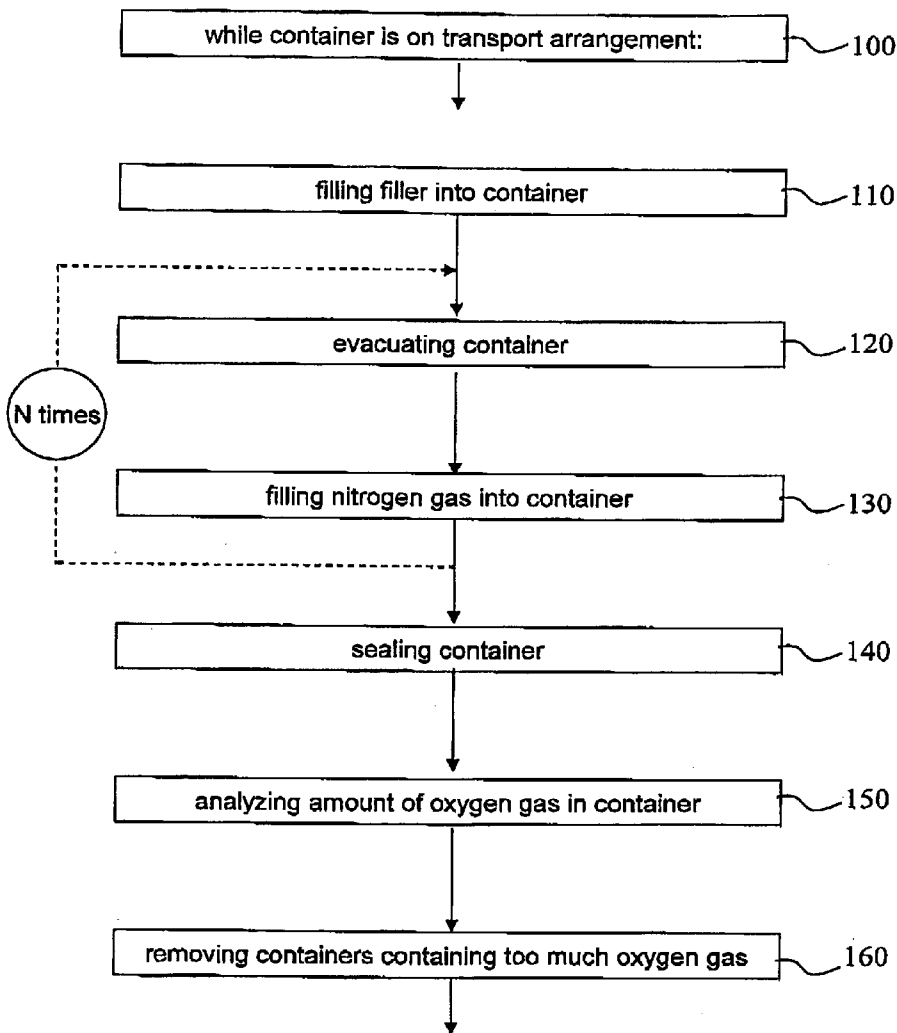 while container is on transport arrangement:
100
filling filler into container
110
evacuating container
120
N times
filling nitrogen gas into container
130
sealing container
140
analyzing amount of oxygen gas in container
150
removing containers containing too much oxygen gas
160